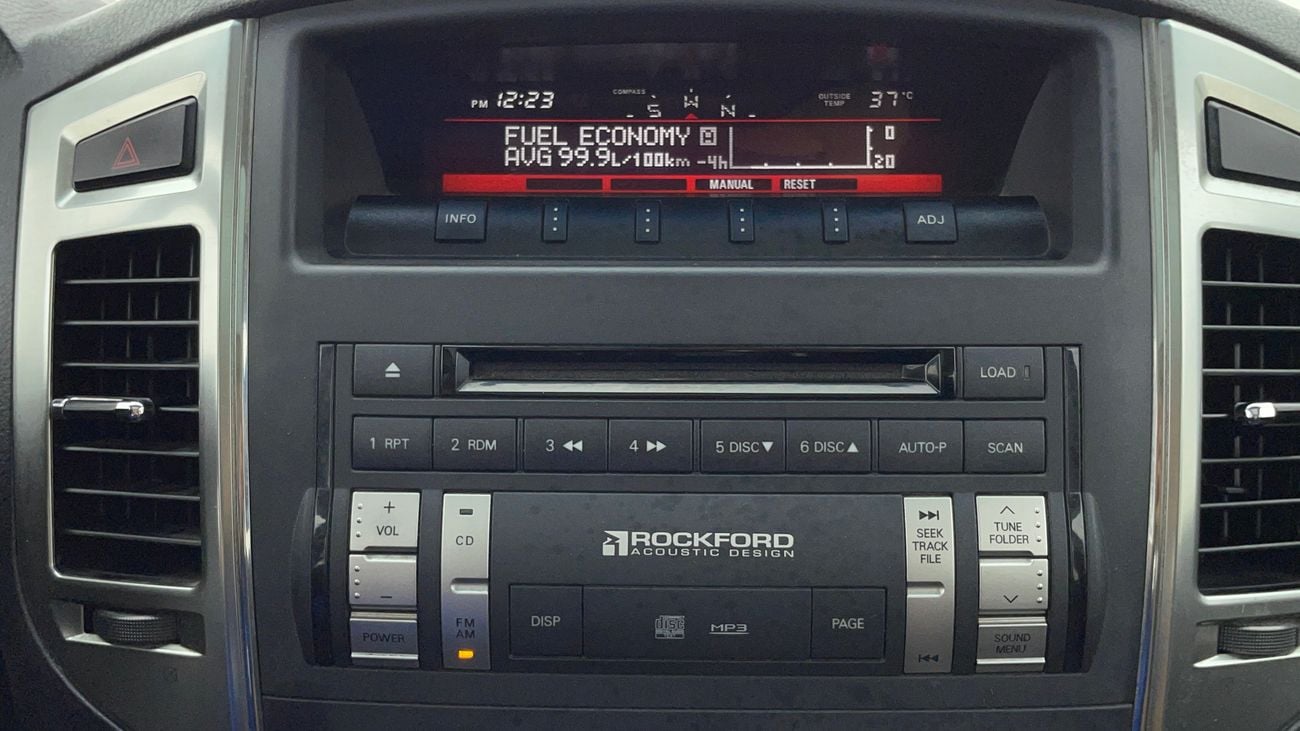 PM 12:23
COMPASS
S W N
OUTSIDE TEMP 37°C
FUEL ECONOMY A 0
AVG 99.9L/100km -4h 20
MANUAL RESET
INFO ADJ
LOAD
1 RPT 2 RDM 3 4 5 DISC 6 DISC AUTO-P SCAN
+
VOL
−
POWER
CD
FM
AM
ROCKFORD
ACOUSTIC DESIGN
DISP
disc
MP3
PAGE
SEEK
TRACK
FILE
TUNE
FOLDER
SOUND
MENU